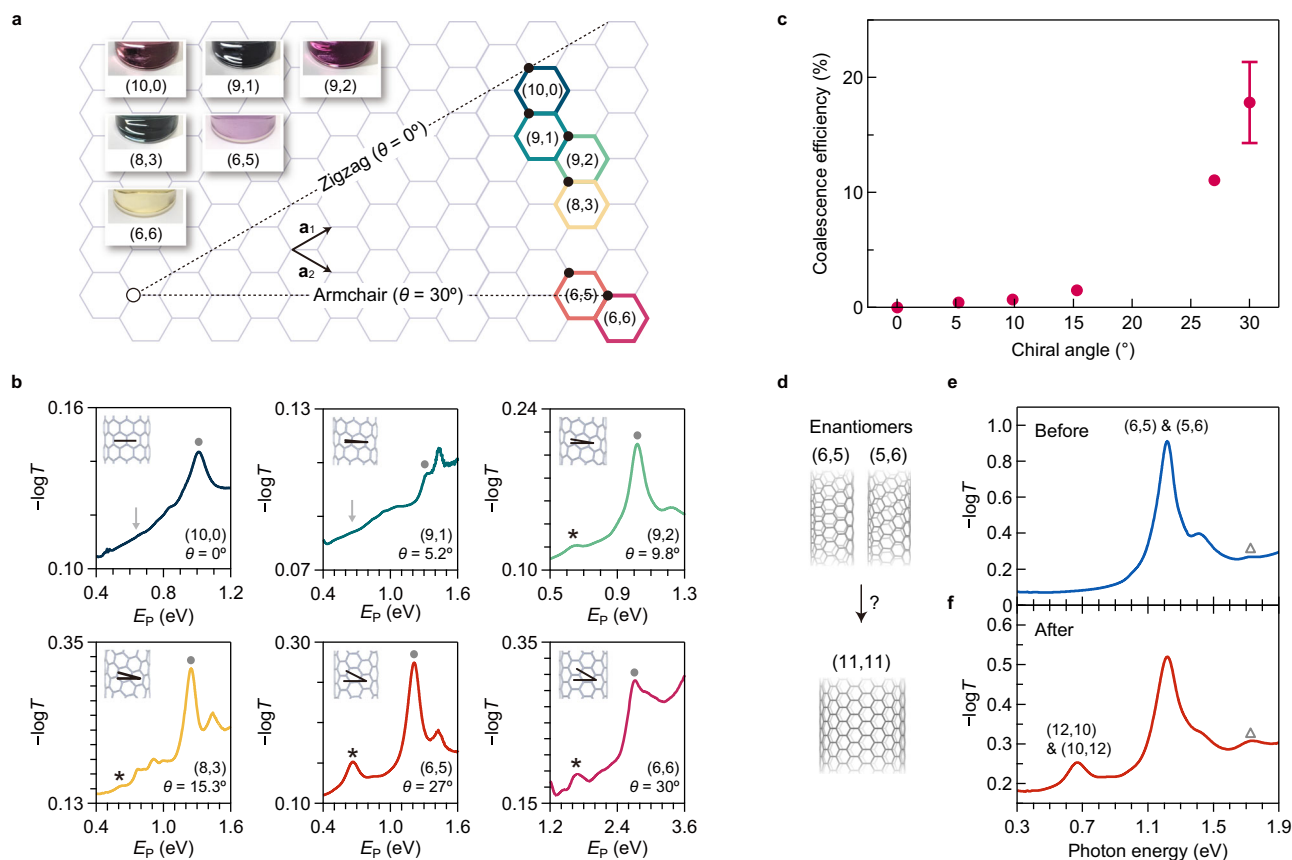 a
(10,0)
(9,1)
(9,2)
(8,3)
(6,5)
(6,6)
Zigzag (θ = 0º)
a1
a2
Armchair (θ = 30º)
(10,0)
(9,1)
(9,2)
(8,3)
(6,5)
(6,6)
b
0.16
−logT
0.10
(10,0)
θ = 0º
0.4 0.8 1.2
EP (eV)
0.13
−logT
0.07
(9,1)
θ = 5.2º
0.4 1.0 1.6
EP (eV)
0.24
−logT
*
0.10
(9,2)
θ = 9.8º
0.5 0.9 1.3
EP (eV)
0.35
−logT
*
0.13
(8,3)
θ = 15.3º
0.4 1.0 1.6
EP (eV)
0.30
−logT
*
0.10
(6,5)
θ = 27º
0.4 1.0 1.6
EP (eV)
0.35
−logT
*
0.15
(6,6)
θ = 30º
1.2 2.4 3.6
EP (eV)
c
Coalescence efficiency (%)
20
10
0
0 5 10 15 20 25 30
Chiral angle (°)
d
Enantiomers
(6,5) (5,6)
?
(11,11)
e
Before
(6,5) & (5,6)
−logT
1.0
0.8
0.6
0.4
0.2
0
f
After
(12,10)
& (10,12)
−logT
0.6
0.5
0.4
0.3
0.2
0.3 0.7 1.1 1.5 1.9
Photon energy (eV)